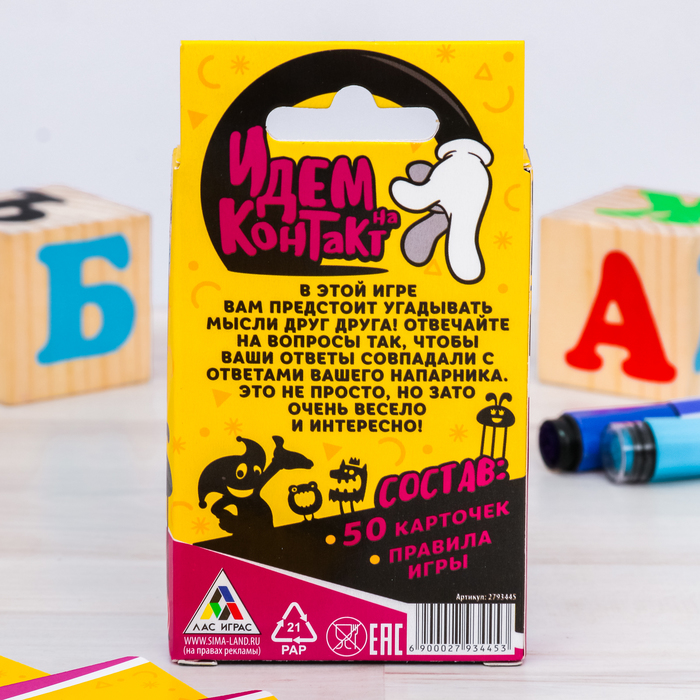 ИДЕМ
НА
КОНТАКТ
В ЭТОЙ ИГРЕ
ВАМ ПРЕДСТОИТ УГАДЫВАТЬ
МЫСЛИ ДРУГ ДРУГА! ОТВЕЧАЙТЕ
НА ВОПРОСЫ ТАК, ЧТОБЫ
ВАШИ ОТВЕТЫ СОВПАДАЛИ С
ОТВЕТАМИ ВАШЕГО НАПАРНИКА.
ЭТО НЕ ПРОСТО, НО ЗАТО
ОЧЕНЬ ВЕСЕЛО
И ИНТЕРЕСНО!
СОСТАВ:
• 50 КАРТОЧЕК
• ПРАВИЛА
ИГРЫ
Артикул: 2793445
ЛАС ИГРАС
WWW.SIMA-LAND.RU
(на правах рекламы)
21
PAP
EAC
6 900027 934453
Б
А